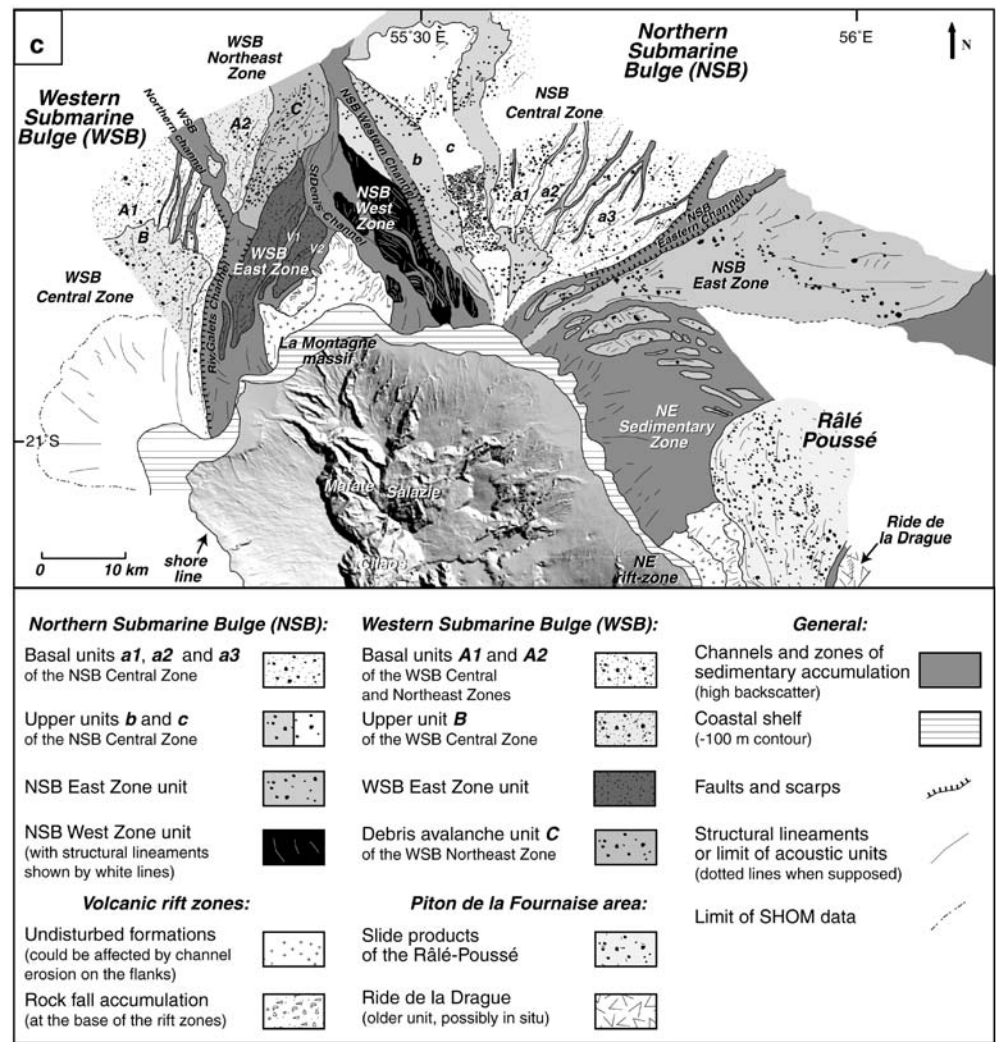 c
55°30 E
56°E
N
WSB
Northeast
Zone
Northern
Submarine
Bulge (NSB)
Western
Submarine
Bulge (WSB)
WSB
Northern channel
A2
C
NSB Western Channel
NSB
Central Zone
c
b
a1
a2
a3
A1
B
NSB
West
Zone
St Denis Channel
V1
V2
WSB
East Zone
NSB
Eastern Channel
NSB
East Zone
WSB
Central Zone
Riv. Galets Channel
La Montagne
massif
NE
Sedimentary
Zone
Râlé
Poussé
21°S
Mafate
Salazie
Cilaos
Ride de
la Drague
shore
line
NE
rift-zone
0 10 km
Northern Submarine Bulge (NSB):
Basal units a1, a2 and a3
of the NSB Central Zone
Upper units b and c
of the NSB Central Zone
NSB East Zone unit
NSB West Zone unit
(with structural lineaments
shown by white lines)
Volcanic rift zones:
Undisturbed formations
(could be affected by channel
erosion on the flanks)
Rock fall accumulation
(at the base of the rift zones)
Western Submarine Bulge (WSB):
Basal units A1 and A2
of the WSB Central
and Northeast Zones
Upper unit B
of the WSB Central Zone
WSB East Zone unit
Debris avalanche unit C
of the WSB Northeast Zone
Piton de la Fournaise area:
Slide products
of the Râlé-Poussé
Ride de la Drague
(older unit, possibly in situ)
General:
Channels and zones of
sedimentary accumulation
(high backscatter)
Coastal shelf
(-100 m contour)
Faults and scarps
Structural lineaments
or limit of acoustic units
(dotted lines when supposed)
Limit of SHOM data